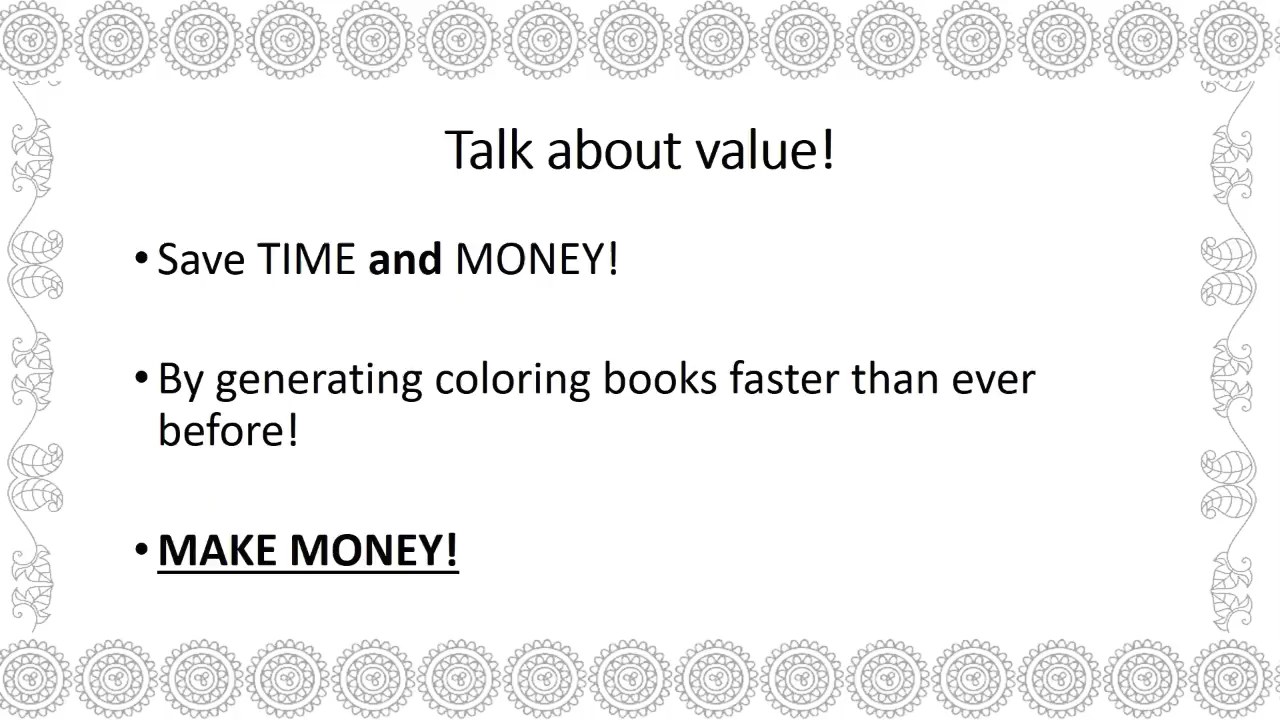 Talk about value!
• Save TIME and MONEY!
• By generating coloring books faster than ever
before!
• MAKE MONEY!